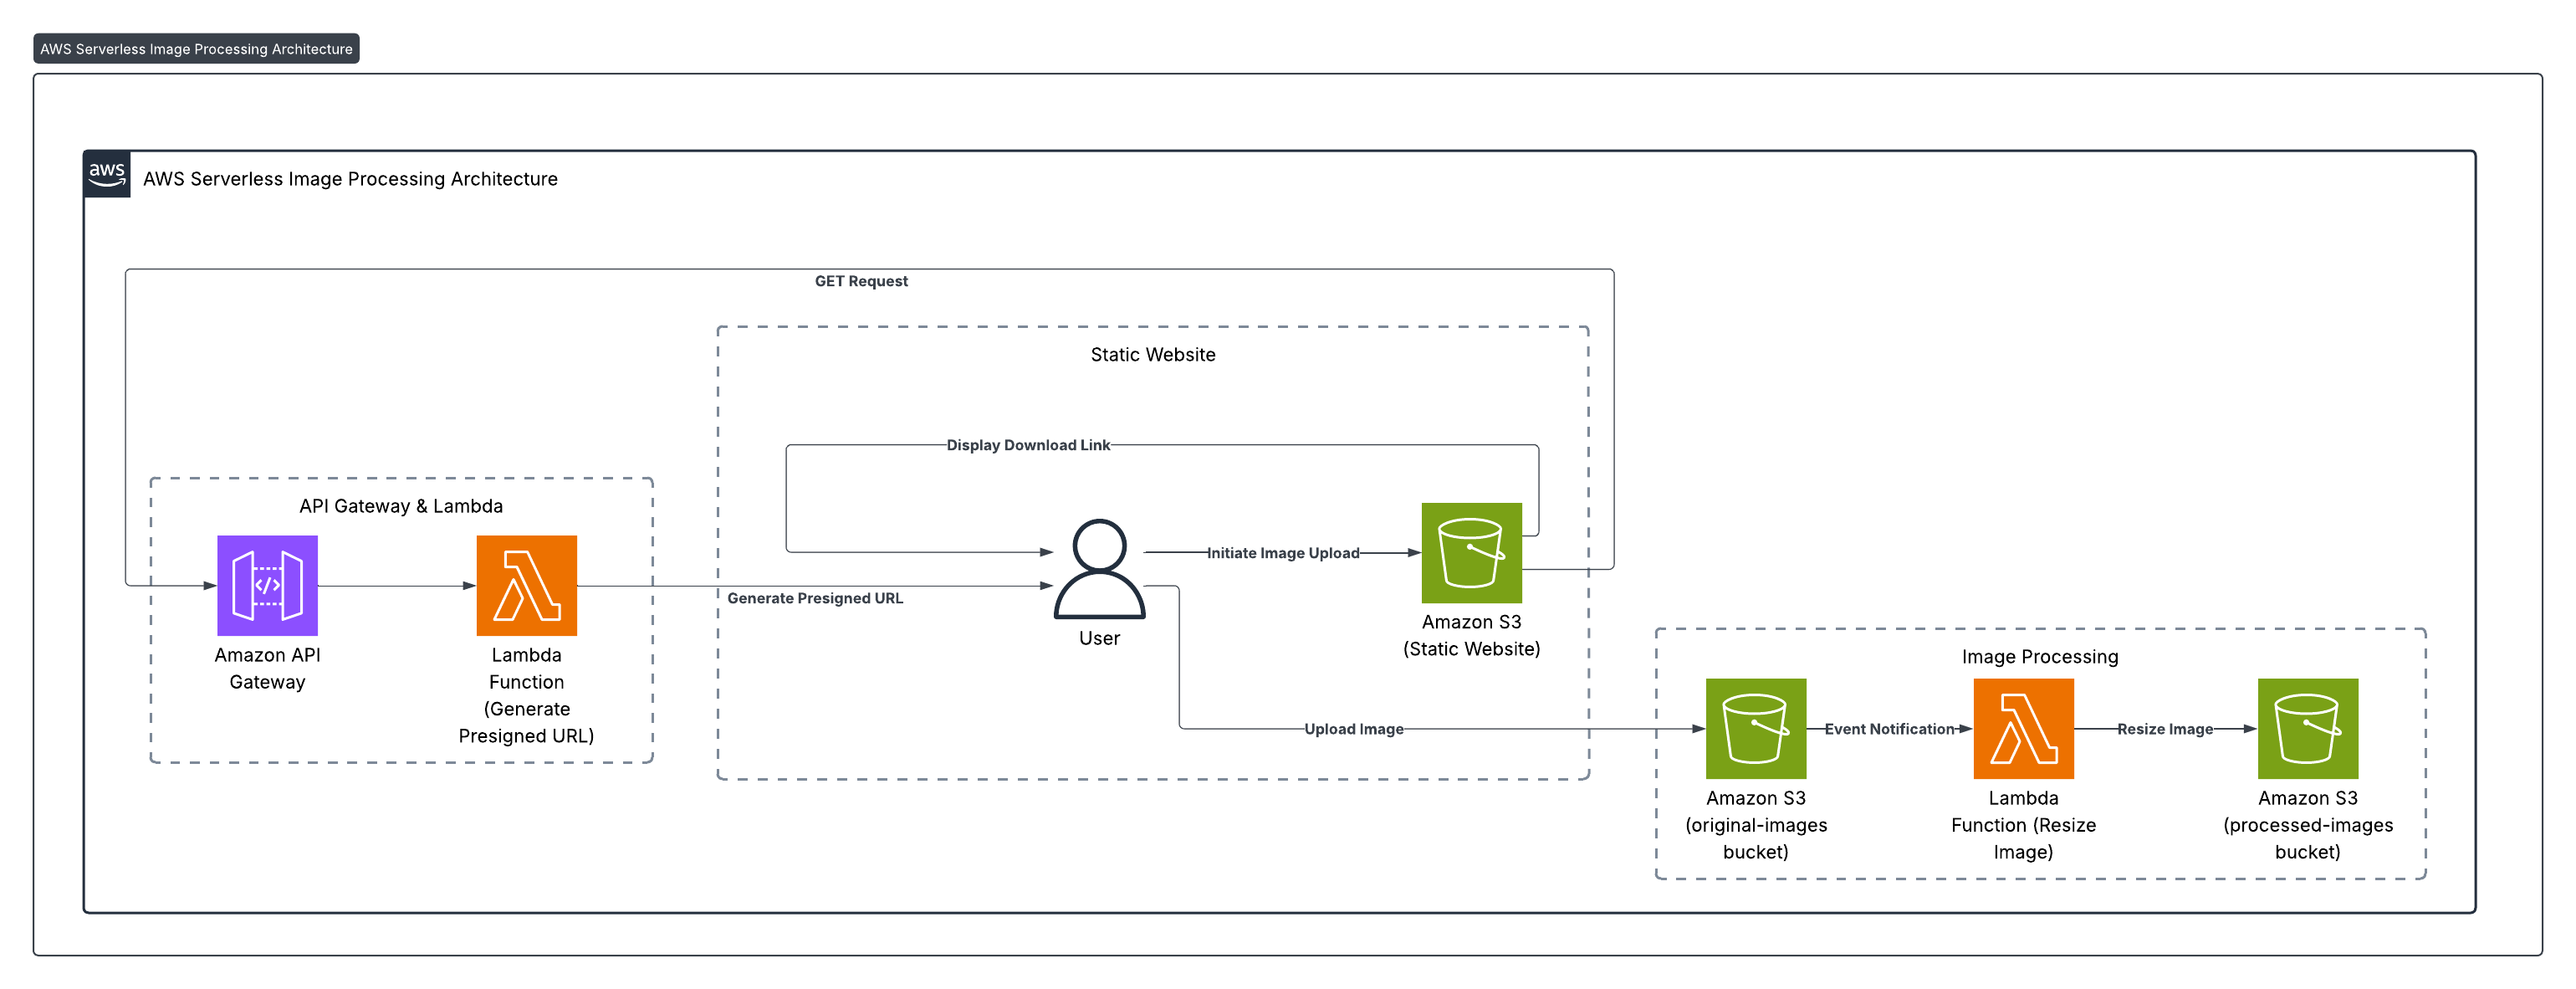 AWS Serverless Image Processing Architecture
aws
AWS Serverless Image Processing Architecture
GET Request
Static Website
Display Download Link
API Gateway & Lambda
Initiate Image Upload
Generate Presigned URL
User
Amazon S3
(Static Website)
Amazon API
Gateway
Lambda
Function
(Generate
Presigned URL)
Image Processing
Upload Image
Event Notification
Resize Image
Amazon S3
(original-images
bucket)
Lambda
Function (Resize
Image)
Amazon S3
(processed-images
bucket)